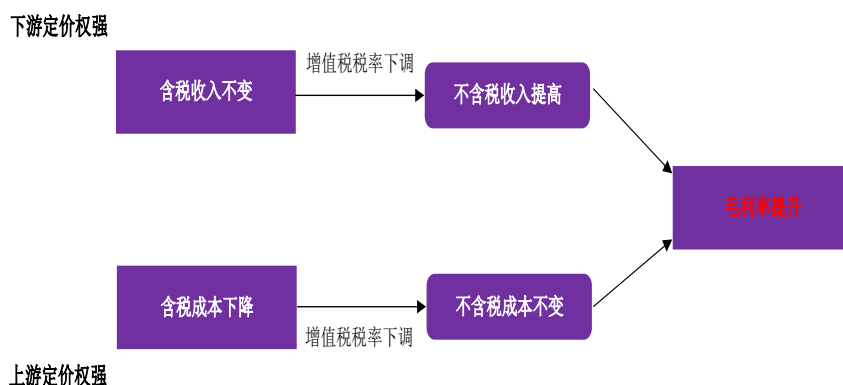 下游定价权强
增值税税率下调
含税收入不变
不含税收入提高
毛利率提升
含税成本下降
不含税成本不变
增值税税率下调
上游定价权强